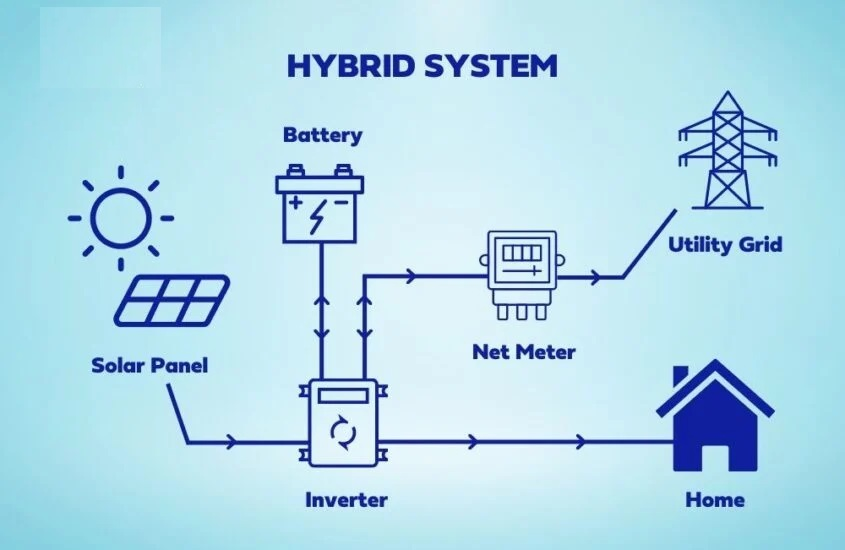 HYBRID SYSTEM
Battery
Utility Grid
Solar Panel
Net Meter
Inverter
Home